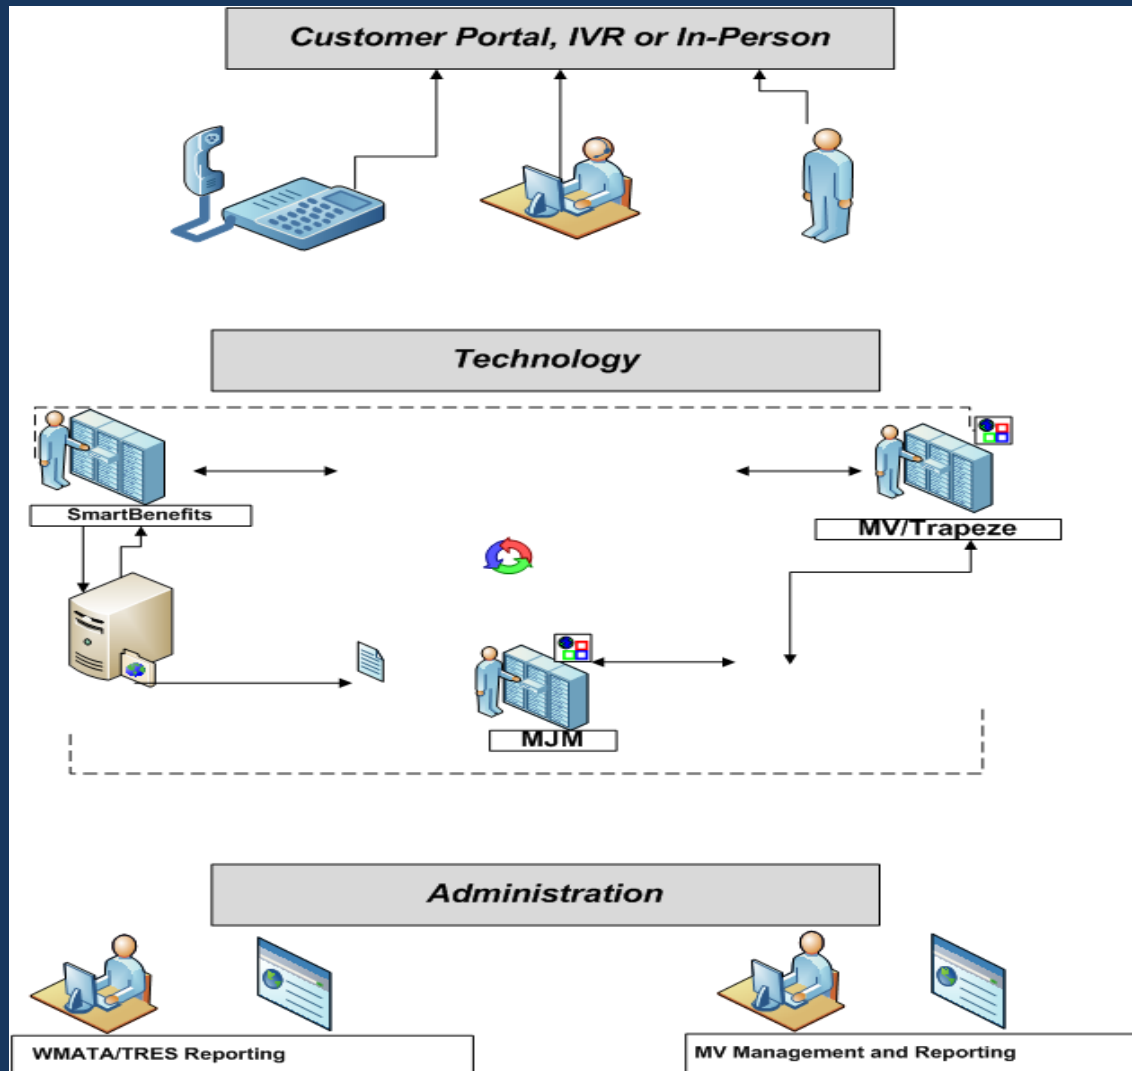 Customer Portal, IVR or In-Person
Technology
SmartBenefits
MV/Trapeze
MJM
Administration
WMATA/TRES Reporting
MV Management and Reporting